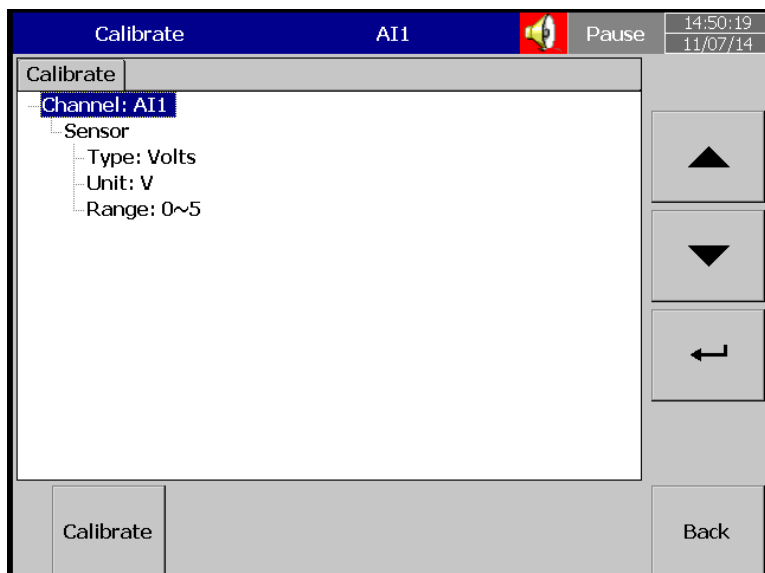 Calibrate AI1 Pause 14:50:19
11/07/14
Calibrate
Channel: AI1
Sensor
Type: Volts
Unit: V
Range: 0~5
Calibrate Back